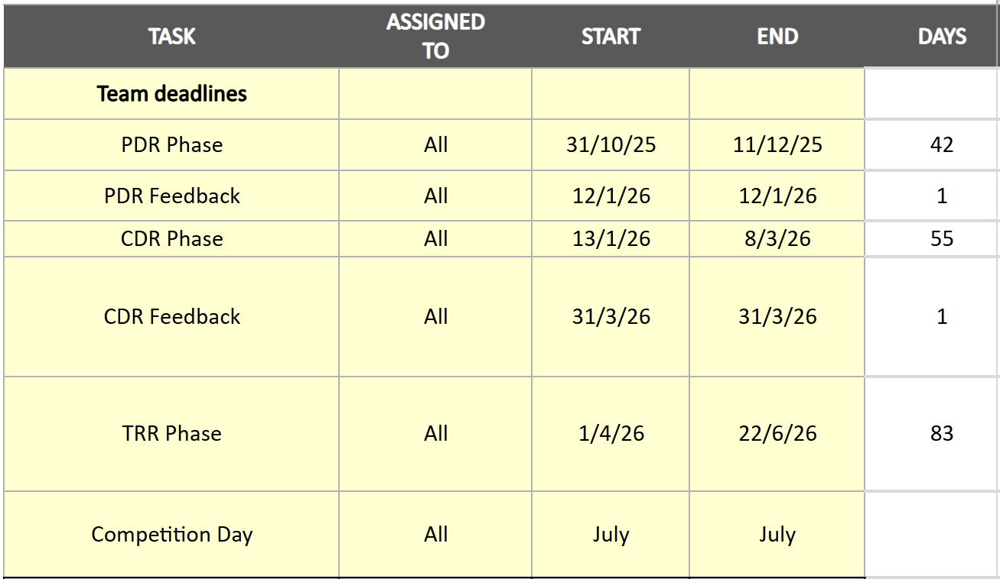 TASK ASSIGNED TO START END DAYS
Team deadlines
PDR Phase All 31/10/25 11/12/25 42
PDR Feedback All 12/1/26 12/1/26 1
CDR Phase All 13/1/26 8/3/26 55
CDR Feedback All 31/3/26 31/3/26 1
TRR Phase All 1/4/26 22/6/26 83
Competition Day All July July